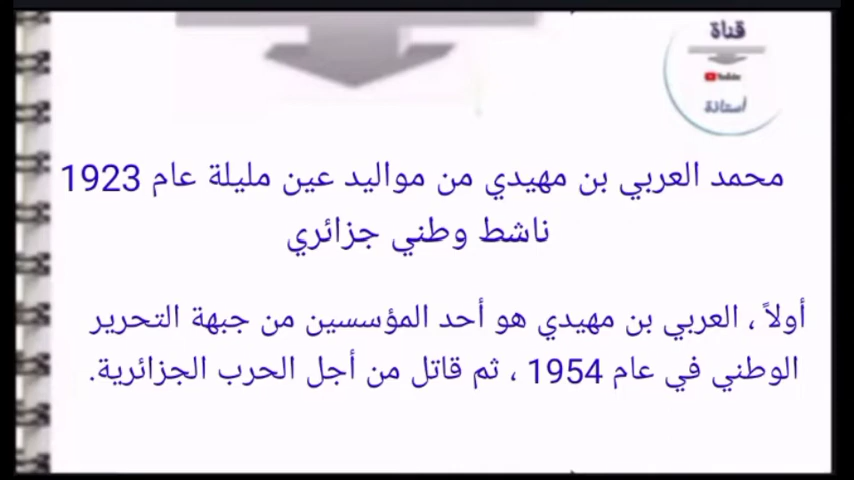 قناة
YouTube
أستاذة
محمد العربي بن مهيدي من مواليد عين مليلة عام 1923
ناشط وطني جزائري
أولاً ، العربي بن مهيدي هو أحد المؤسسين من جبهة التحرير
الوطني في عام 1954 ، ثم قاتل من أجل الحرب الجزائرية.